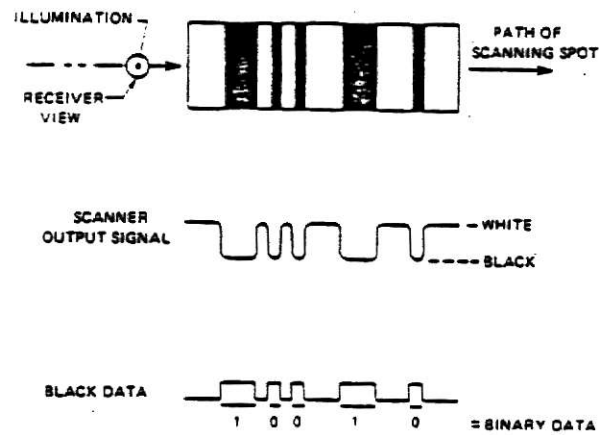 ILLUMINATION
PATH OF
SCANNING SPOT
RECEIVER
VIEW
SCANNER
OUTPUT SIGNAL
WHITE
BLACK
BLACK DATA
1 0 0 1 0
= BINARY DATA